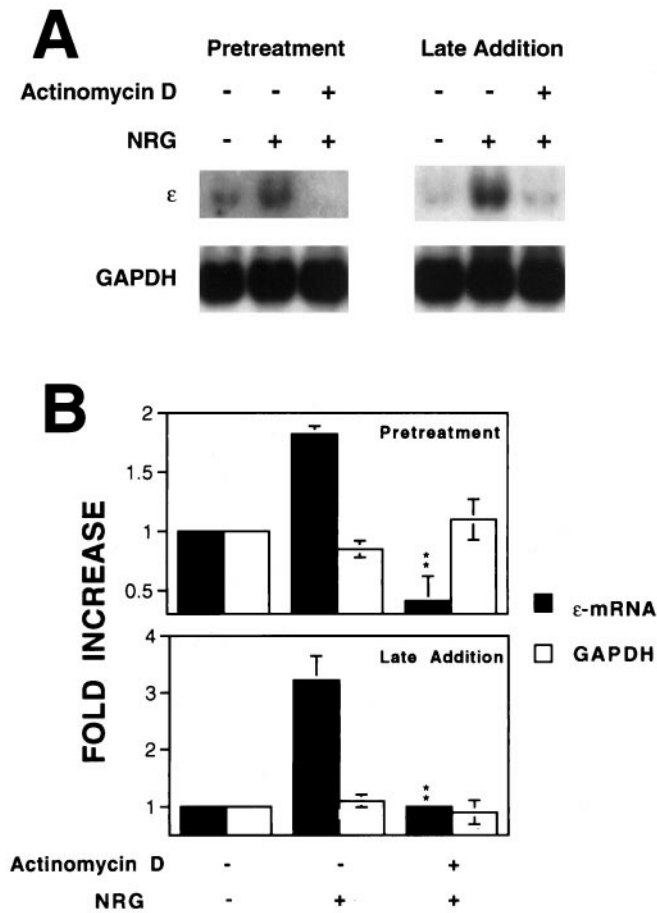 A
Pretreatment Late Addition
Actinomycin D - - + - - +
NRG - + + - + +
ε
GAPDH
B
FOLD INCREASE
2
1.5
1
0.5
Pretreatment
**
4
3
2
1
Late Addition
**
ε-mRNA
GAPDH
Actinomycin D - - +
NRG - + +